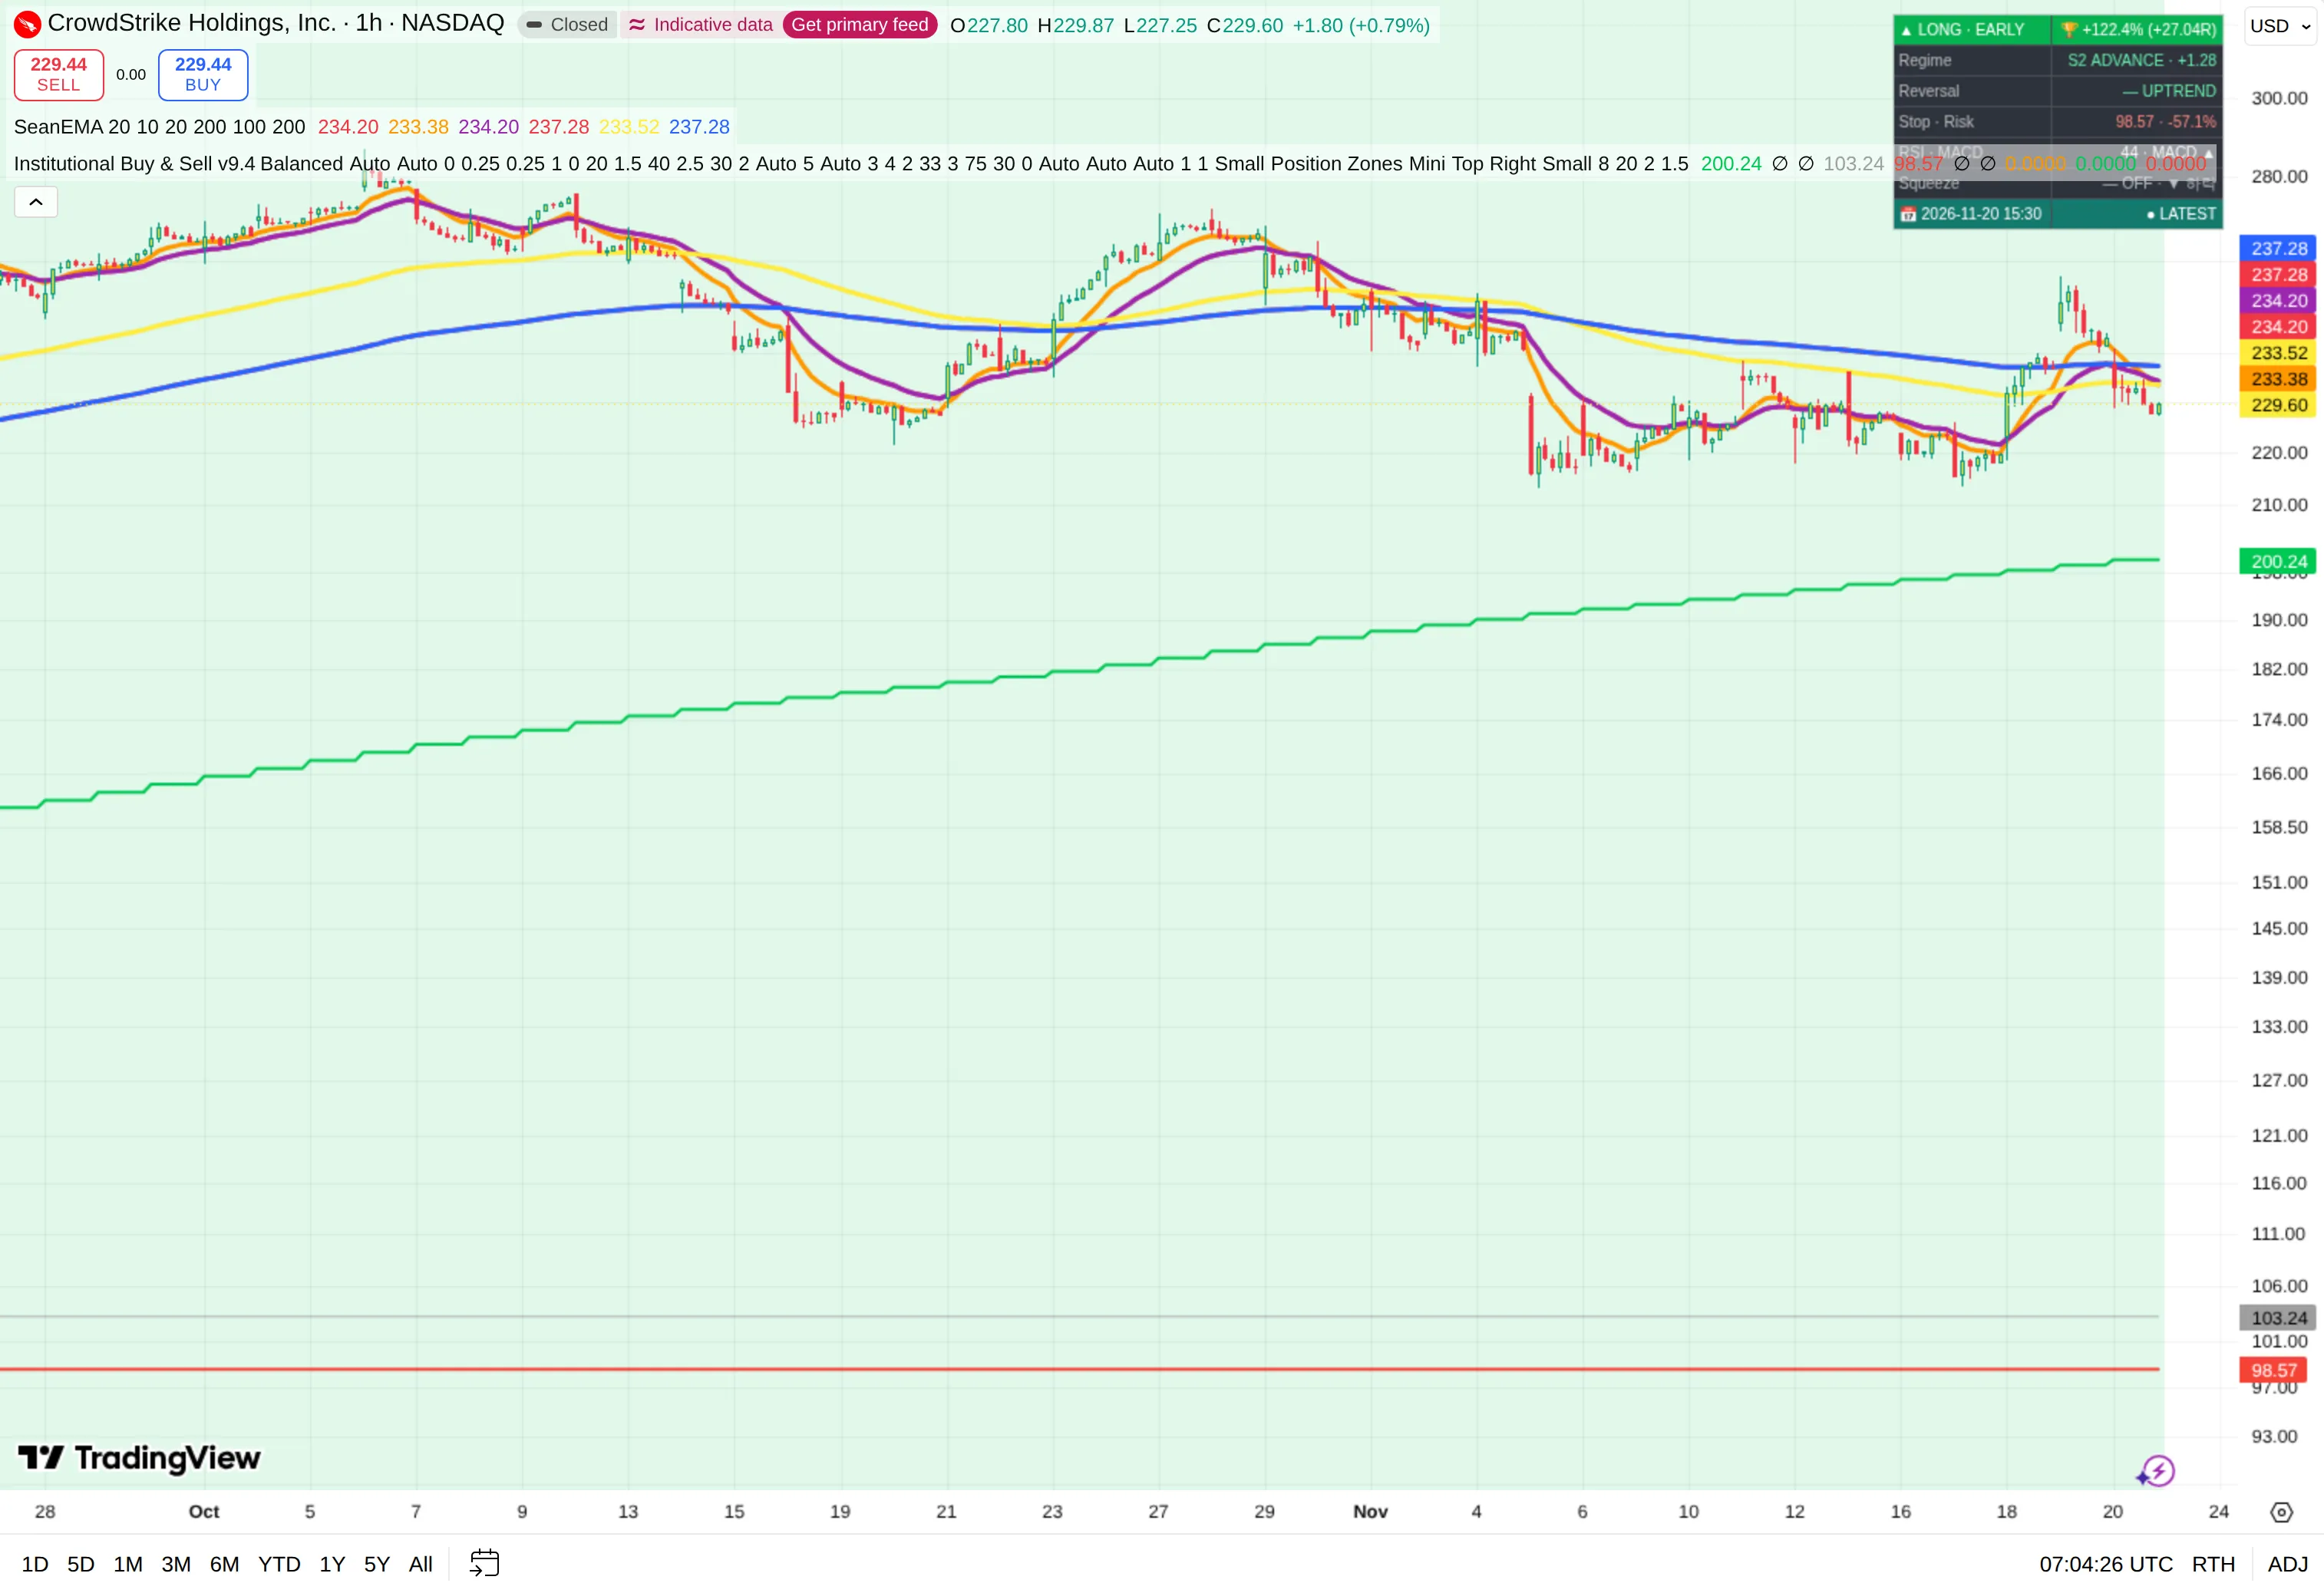 CrowdStrike Holdings, Inc. · 1h · NASDAQ Closed Indicative data Get primary feed O227.80 H229.87 L227.25 C229.60 +1.80 (+0.79%)
229.44 SELL 0.00 229.44 BUY
SeanEMA 20 10 20 200 100 200 234.20 233.38 234.20 237.28 233.52 237.28
Institutional Buy & Sell v9.4 Balanced Auto Auto 0 0.25 0.25 1 0 20 1.5 40 2.5 30 2 Auto 5 Auto 3 4 2 33 3 75 30 0 Auto Auto Auto 1 1 Small Position Zones Mini Top Right Small 8 20 2 1.5 200.24 ∅ ∅ 103.24 98.57 ∅ ∅ 0.0000 0.0000 0.0000
▲ LONG · EARLY 🏆 +122.4% (+27.04R)
Regime S2 ADVANCE · +1.28
Reversal — UPTREND
Stop · Risk 98.57 · -57.1%
RSI · MACD 44 · MACD ▲
Squeeze — OFF · ▼ 하락
📅 2026-11-20 15:30 ● LATEST
USD
300.00
280.00
237.28
237.28
234.20
234.20
233.52
233.38
229.60
220.00
210.00
200.24
190.00
182.00
174.00
166.00
158.50
151.00
145.00
139.00
133.00
127.00
121.00
116.00
111.00
106.00
103.24
101.00
98.57
97.00
93.00
TradingView
28 Oct 5 7 9 13 15 19 21 23 27 29 Nov 4 6 10 12 16 18 20 24
1D 5D 1M 3M 6M YTD 1Y 5Y All 07:04:26 UTC RTH ADJ